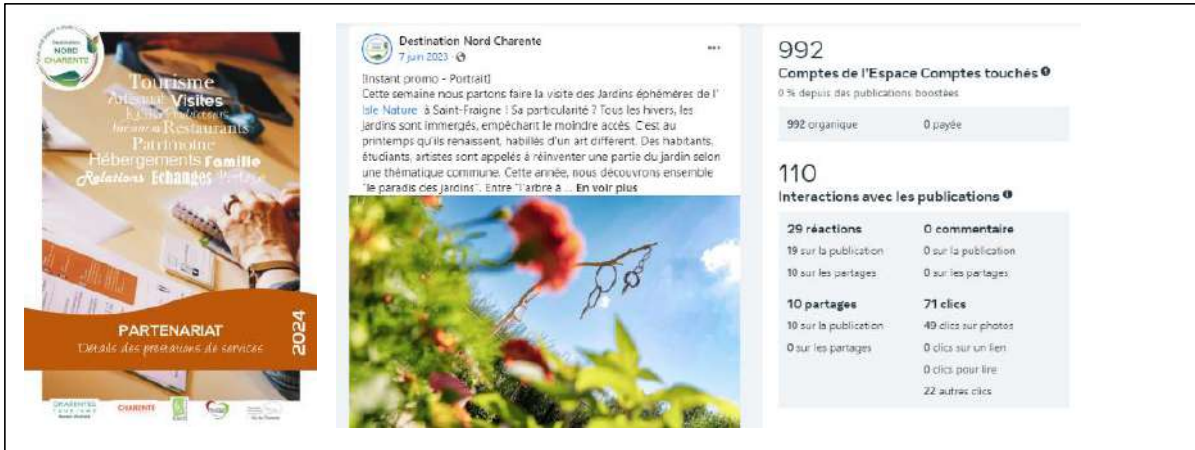 Destination
NORD
CHARENTE
Tourisme
Artisanat Visites
Restaurants
Patrimoine
Hébergements Famille
Relations Echanges
PARTENARIAT
Détails des prestations de services
2024
CHARENTES
TOURISME
CHARENTE
Destination Nord Charente
7 juin 2023
[Instant promo - Portrait]
Cette semaine nous partons faire la visite des Jardins éphémères de l'
Isle Nature à Saint-Fraigne ! Sa particularité ? Tous les hivers, les
jardins sont immergés, empêchant le moindre accès. C'est au
printemps qu'ils renaissent, habillés d'un art différent. Des habitants,
étudiants, artistes sont appelés à réinventer une partie du jardin selon
une thématique commune. Cette année, nous découvrons ensemble
"le paradis des jardins". Entre "l'arbre à ... En voir plus
992
Comptes de l'Espace Comptes touchés
0 % depuis des publications boostées
992 organique 0 payée
110
Interactions avec les publications
29 réactions 0 commentaire
19 sur la publication 0 sur la publication
10 sur les partages 0 sur les partages
10 partages 71 clics
10 sur la publication 49 clics sur photos
0 sur les partages 0 clics sur un lien
0 clics pour lire
22 autres clics